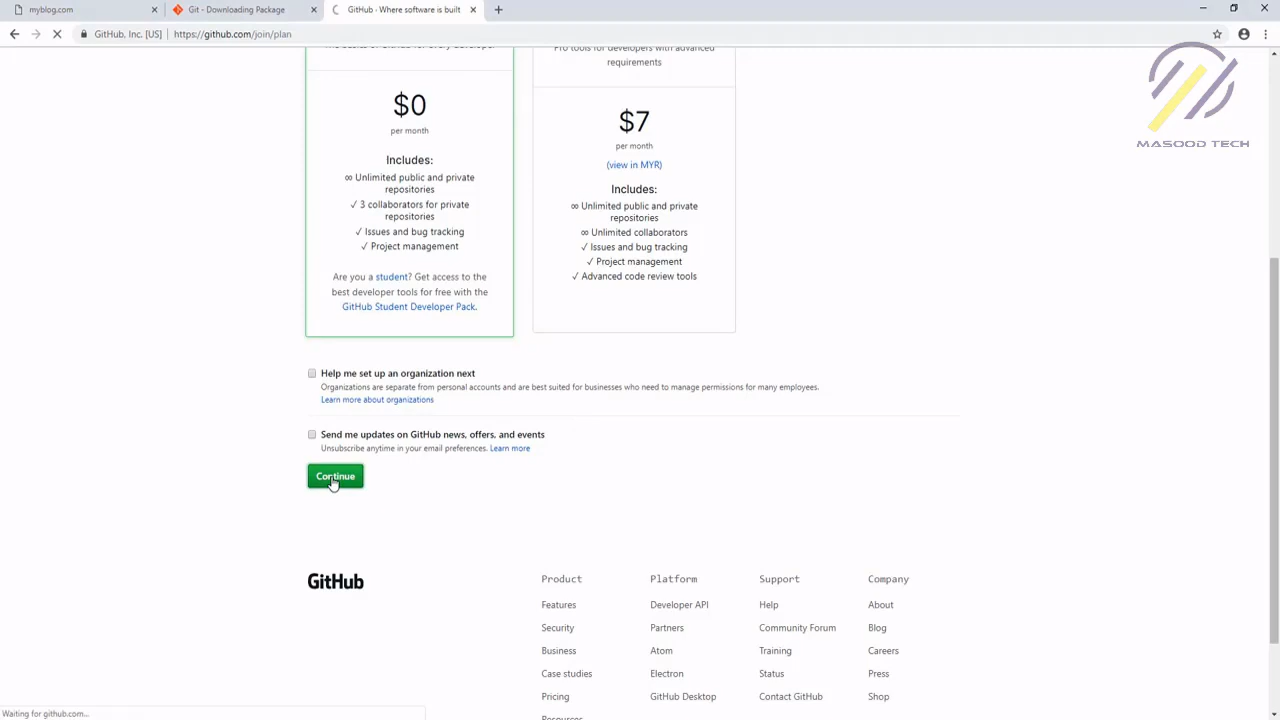 myblog.com
Git - Downloading Package
GitHub · Where software is built
GitHub, Inc. [US]
https://github.com/join/plan
Pro tools for developers with advanced
requirements
MASOOD TECH
$0
per month
Includes:
∞ Unlimited public and private
repositories
✓ 3 collaborators for private
repositories
✓ Issues and bug tracking
✓ Project management
Are you a student? Get access to the
best developer tools for free with the
GitHub Student Developer Pack.
$7
per month
(view in MYR)
Includes:
∞ Unlimited public and private
repositories
∞ Unlimited collaborators
✓ Issues and bug tracking
✓ Project management
✓ Advanced code review tools
Help me set up an organization next
Organizations are separate from personal accounts and are best suited for businesses who need to manage permissions for many employees.
Learn more about organizations
Send me updates on GitHub news, offers, and events
Unsubscribe anytime in your email preferences. Learn more
Continue
GitHub
Product
Features
Security
Business
Case studies
Pricing
Resources
Platform
Developer API
Partners
Atom
Electron
GitHub Desktop
Support
Help
Community Forum
Training
Status
Contact GitHub
Company
About
Blog
Careers
Press
Shop
Waiting for github.com...